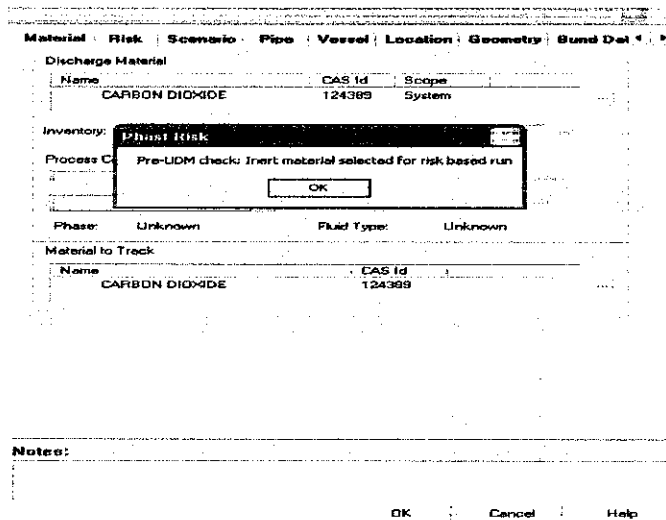 Material Risk Scenario Pipe Vessel Location Geometry Bund Dat
Discharge Material
Name CAS Id Scope
CARBON DIOXIDE 124389 System
Inventory:
Phast Risk
Process C
Pre-UDM check: Inert material selected for risk based run
OK
Phase: Unknown Fluid Type: Unknown
Material to Track
Name CAS Id
CARBON DIOXIDE 124389
Notes:
OK Cancel Help